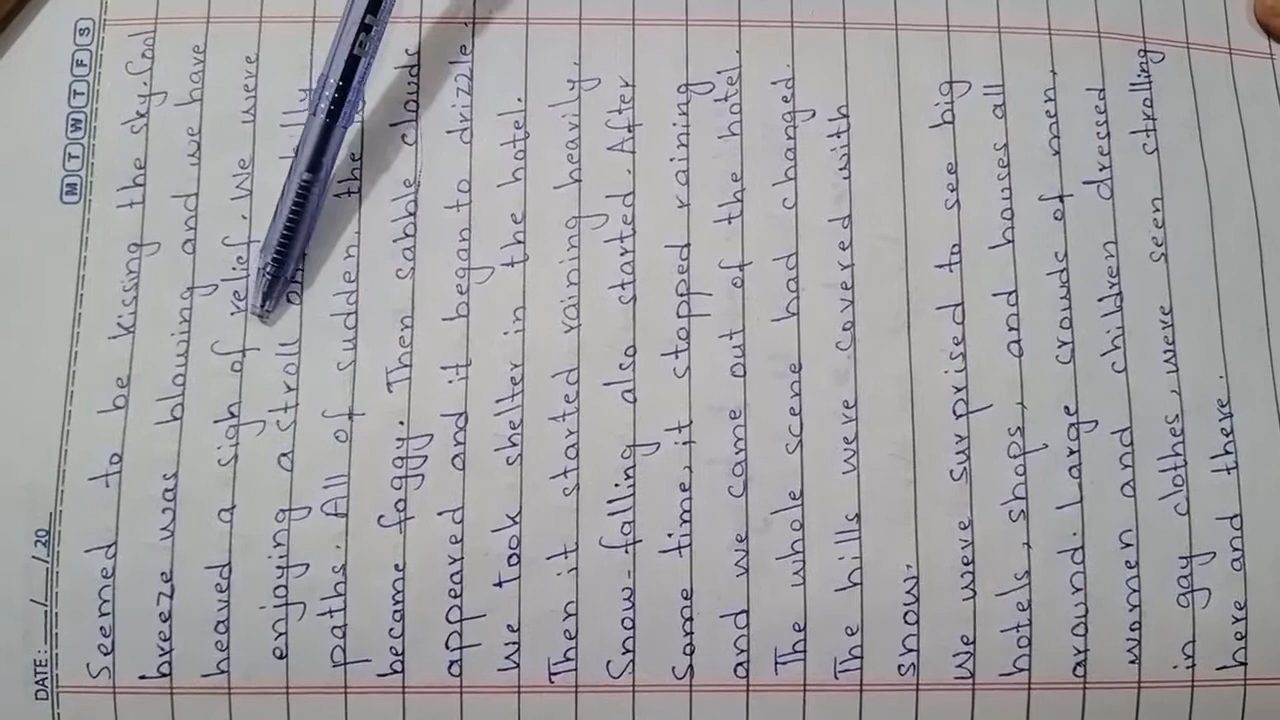 DATE: __/__/20
M T W T F S
Seemed to be kissing the sky. Cool
breeze was blowing and we have
heaved a sigh of relief. We were
enjoying a stroll on
paths. All of sudden, the
became foggy. Then sabble clouds
appeared and it began to drizzle.
We took shelter in the hotel.
Then it started raining heavily.
Snow-falling also started. After
Some time, it stopped raining
and we came out of the hotel.
The whole scene had changed.
The hills were covered with
snow.
We were surprised to see big
hotels, shops, and houses all
around. Large crowds of men,
women and children dressed
in gay clothes, were seen strolling
here and there.